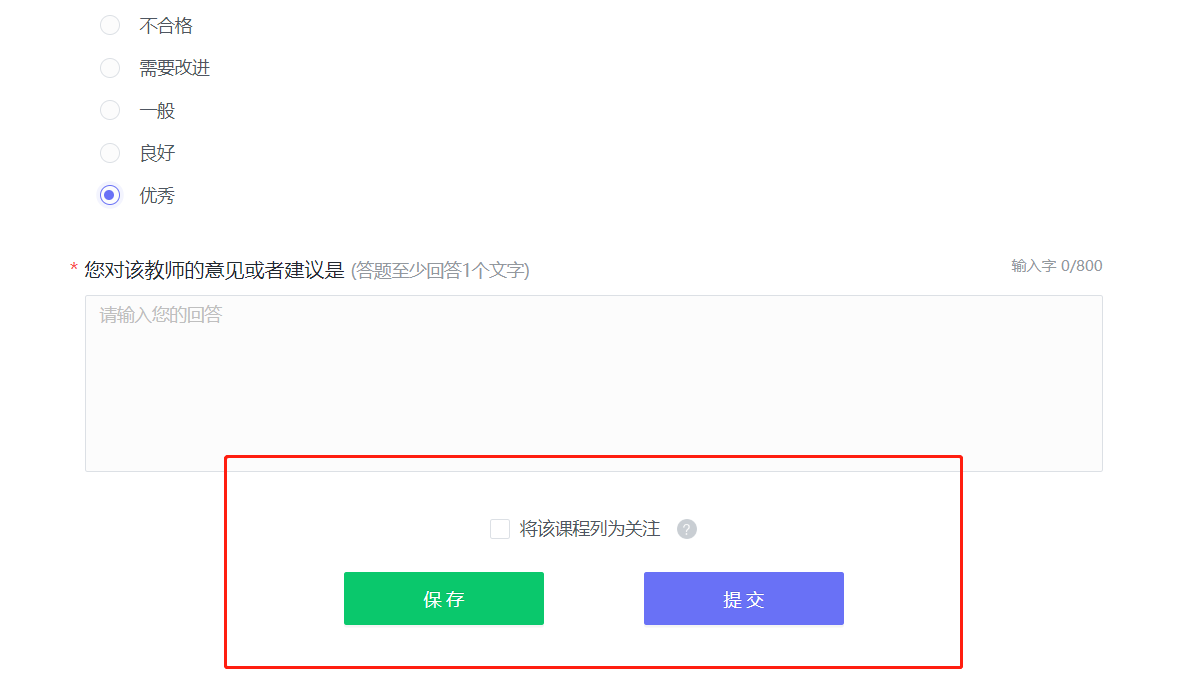 不合格
需要改进
一般
良好
优秀
* 您对该教师的意见或者建议是 (答题至少回答1个文字) 输入字 0/800
请输入您的回答
将该课程列为关注 ?
保存 提交